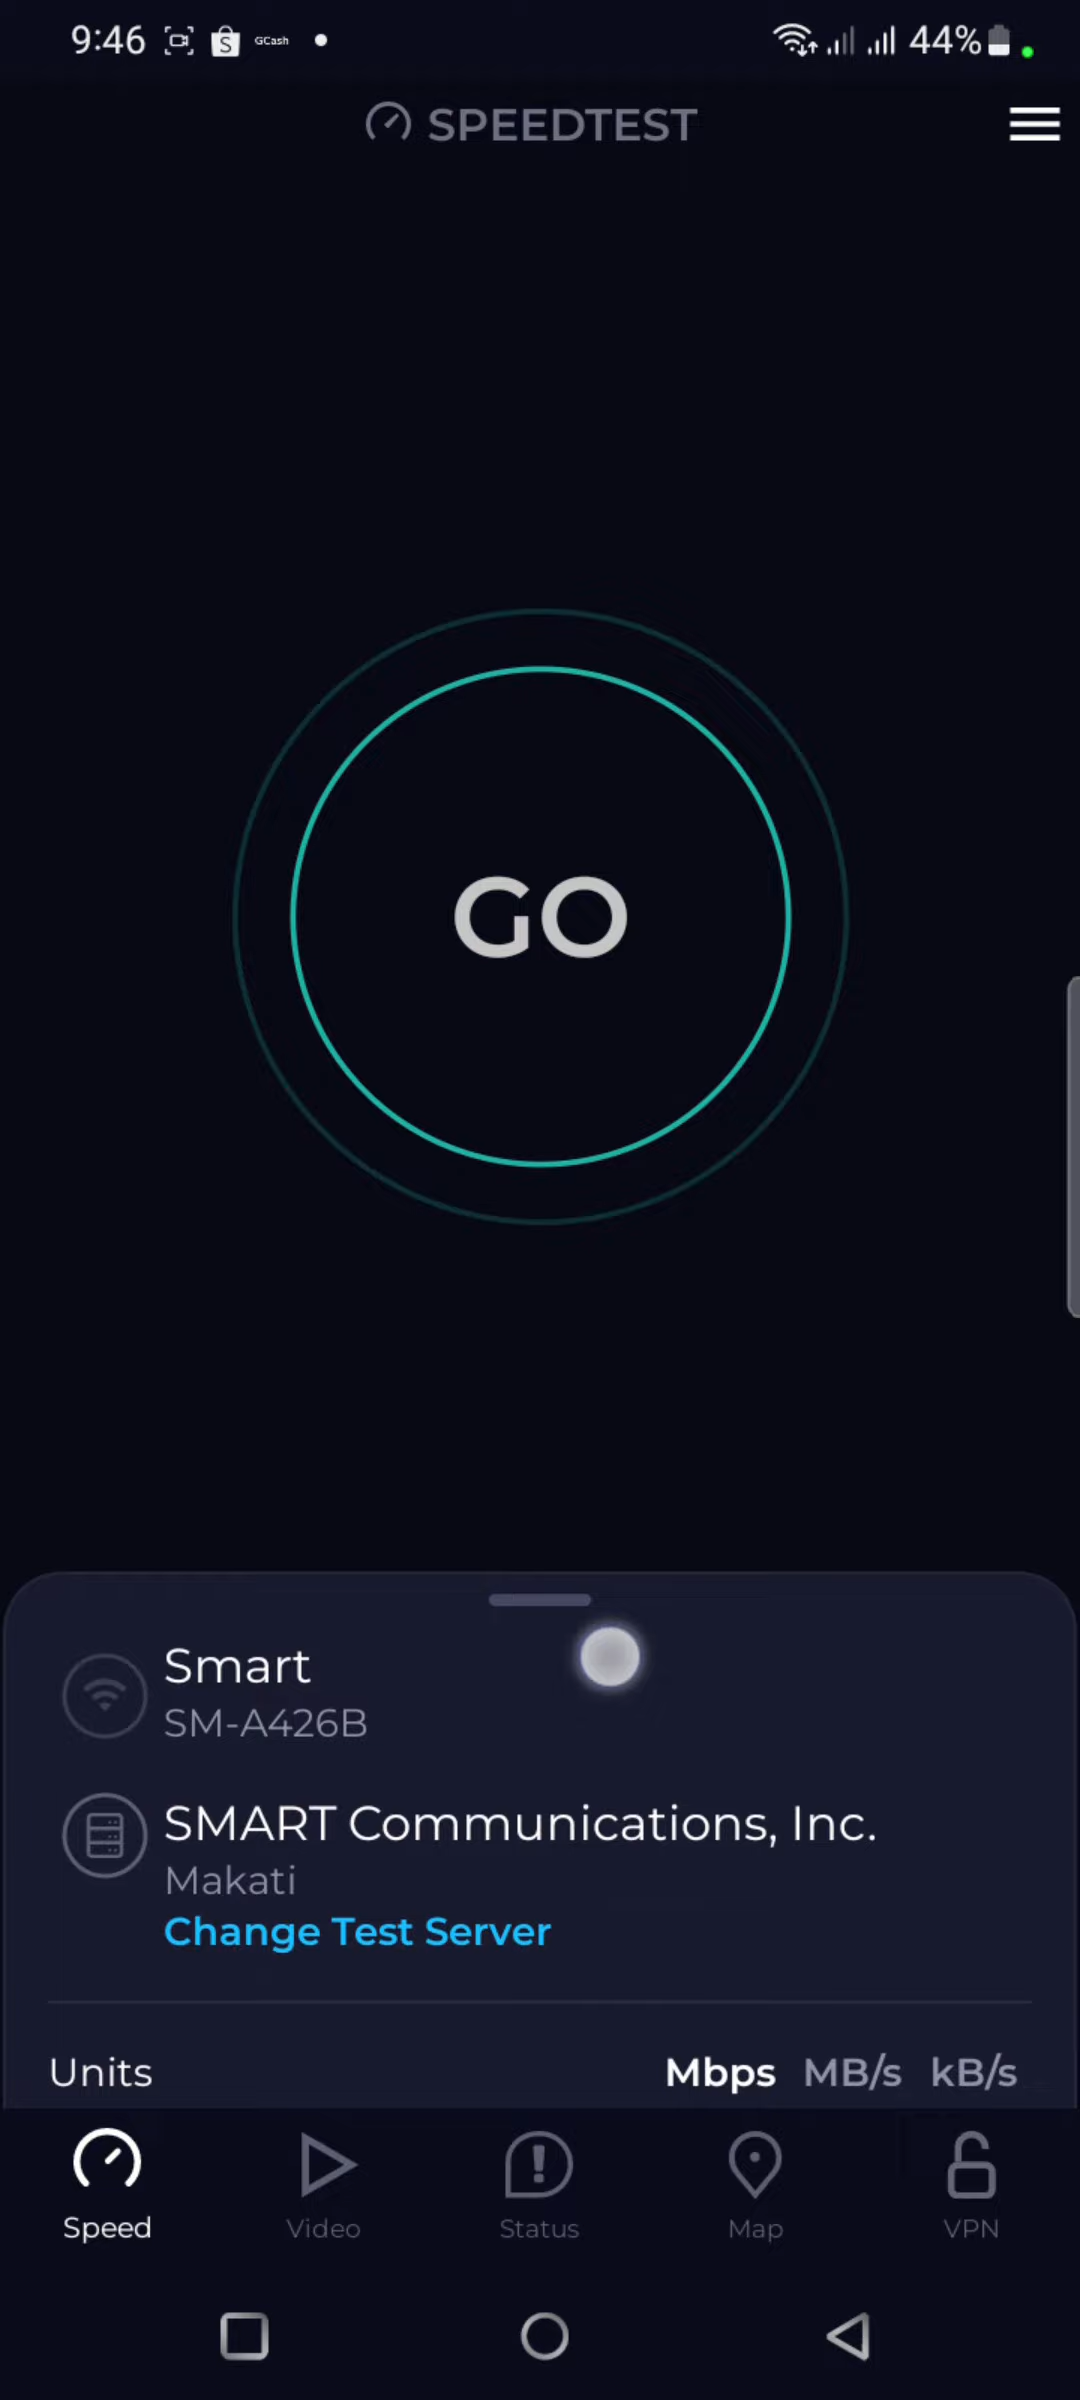 9:46 S GCash 44%
SPEEDTEST
GO
Smart
SM-A426B
SMART Communications, Inc.
Makati
Change Test Server
Units Mbps MB/s kB/s
Speed Video Status Map VPN